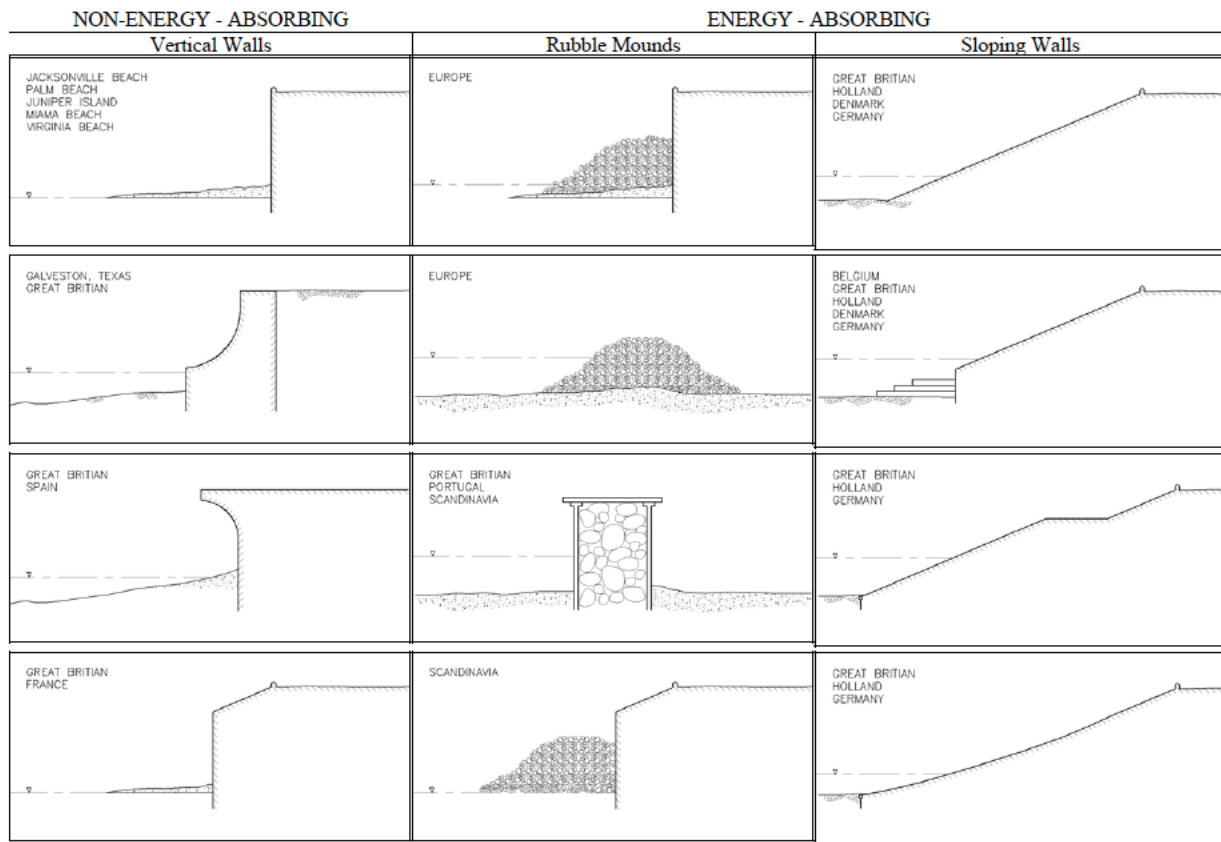 NON-ENERGY - ABSORBING
ENERGY - ABSORBING
Vertical Walls
Rubble Mounds
Sloping Walls
JACKSONVILLE BEACH
PALM BEACH
JUNIPER ISLAND
MIAMA BEACH
VIRGINIA BEACH
EUROPE
GREAT BRITIAN
HOLLAND
DENMARK
GERMANY
GALVESTON, TEXAS
GREAT BRITIAN
EUROPE
BELGIUM
GREAT BRITIAN
HOLLAND
DENMARK
GERMANY
GREAT BRITIAN
SPAIN
GREAT BRITIAN
PORTUGAL
SCANDINAVIA
GREAT BRITIAN
HOLLAND
GERMANY
GREAT BRITIAN
FRANCE
SCANDINAVIA
GREAT BRITIAN
HOLLAND
GERMANY